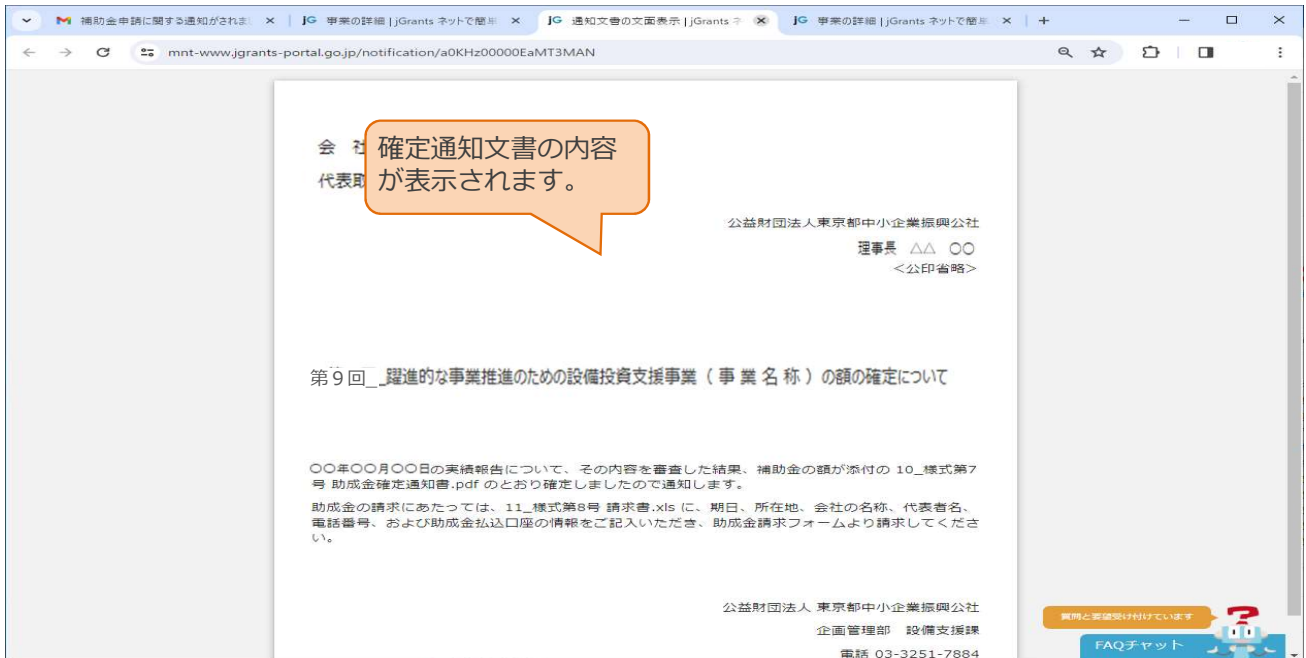 補助金申請に関する通知がされまし
jG 事業の詳細 | jGrants ネットで簡単
jG 通知文書の文面表示 | jGrants ネ
jG 事業の詳細 | jGrants ネットで簡単
mnt-www.jgrants-portal.go.jp/notification/a0KHz00000EaMT3MAN
会 社
代表取
確定通知文書の内容
が表示されます。
公益財団法人東京都中小企業振興公社
理事長 △△ 〇〇
<公印省略>
第9回_ _躍進的な事業推進のための設備投資支援事業（ 事 業 名 称 ）の額の確定について
〇〇年〇〇月〇〇日の実績報告について、その内容を審査した結果、補助金の額が添付の 10_様式第7
号 助成金確定通知書.pdf のとおり確定しましたので通知します。
助成金の請求にあたっては、11_様式第8号 請求書.xls に、期日、所在地、会社の名称、代表者名、
電話番号、および助成金払込口座の情報をご記入いただき、助成金請求フォームより請求してくださ
い。
公益財団法人 東京都中小企業振興公社
企画管理部 設備支援課
電話 03-3251-7884
質問と要望受け付けています
?
FAQチャット